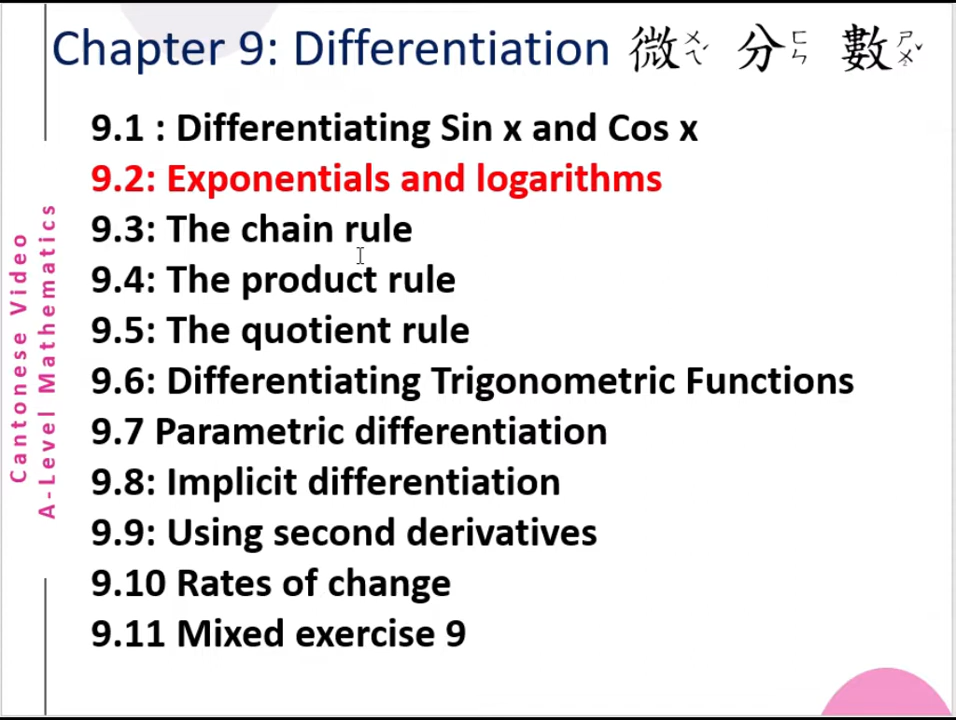 Chapter 9: Differentiation 微ㄨㄟˊ 分ㄈㄣ 數ㄕㄨˇ
9.1 : Differentiating Sin x and Cos x
9.2: Exponentials and logarithms
9.3: The chain rule
9.4: The product rule
9.5: The quotient rule
9.6: Differentiating Trigonometric Functions
9.7 Parametric differentiation
9.8: Implicit differentiation
9.9: Using second derivatives
9.10 Rates of change
9.11 Mixed exercise 9
Cantonese Video
A-Level Mathematics